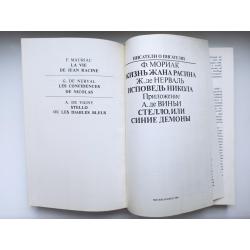 F. MAURIAC
LA VIE
DE JEAN RACINE
G. DE NERVAL
LES CONFIDENCES
DE NICOLAS
A. DE VIGNY
STELLO
OU LES DIABLES BLEUS
ПИСАТЕЛИ О ПИСАТЕЛЯХ
Ф. МОРИАК
ЖИЗНЬ ЖАНА РАСИНА
Ж. де НЕРВАЛЬ
ИСПОВЕДЬ НИКОЛА
Приложение
А. де ВИНЬИ
СТЕЛЛО, ИЛИ
СИНИЕ ДЕМОНЫ